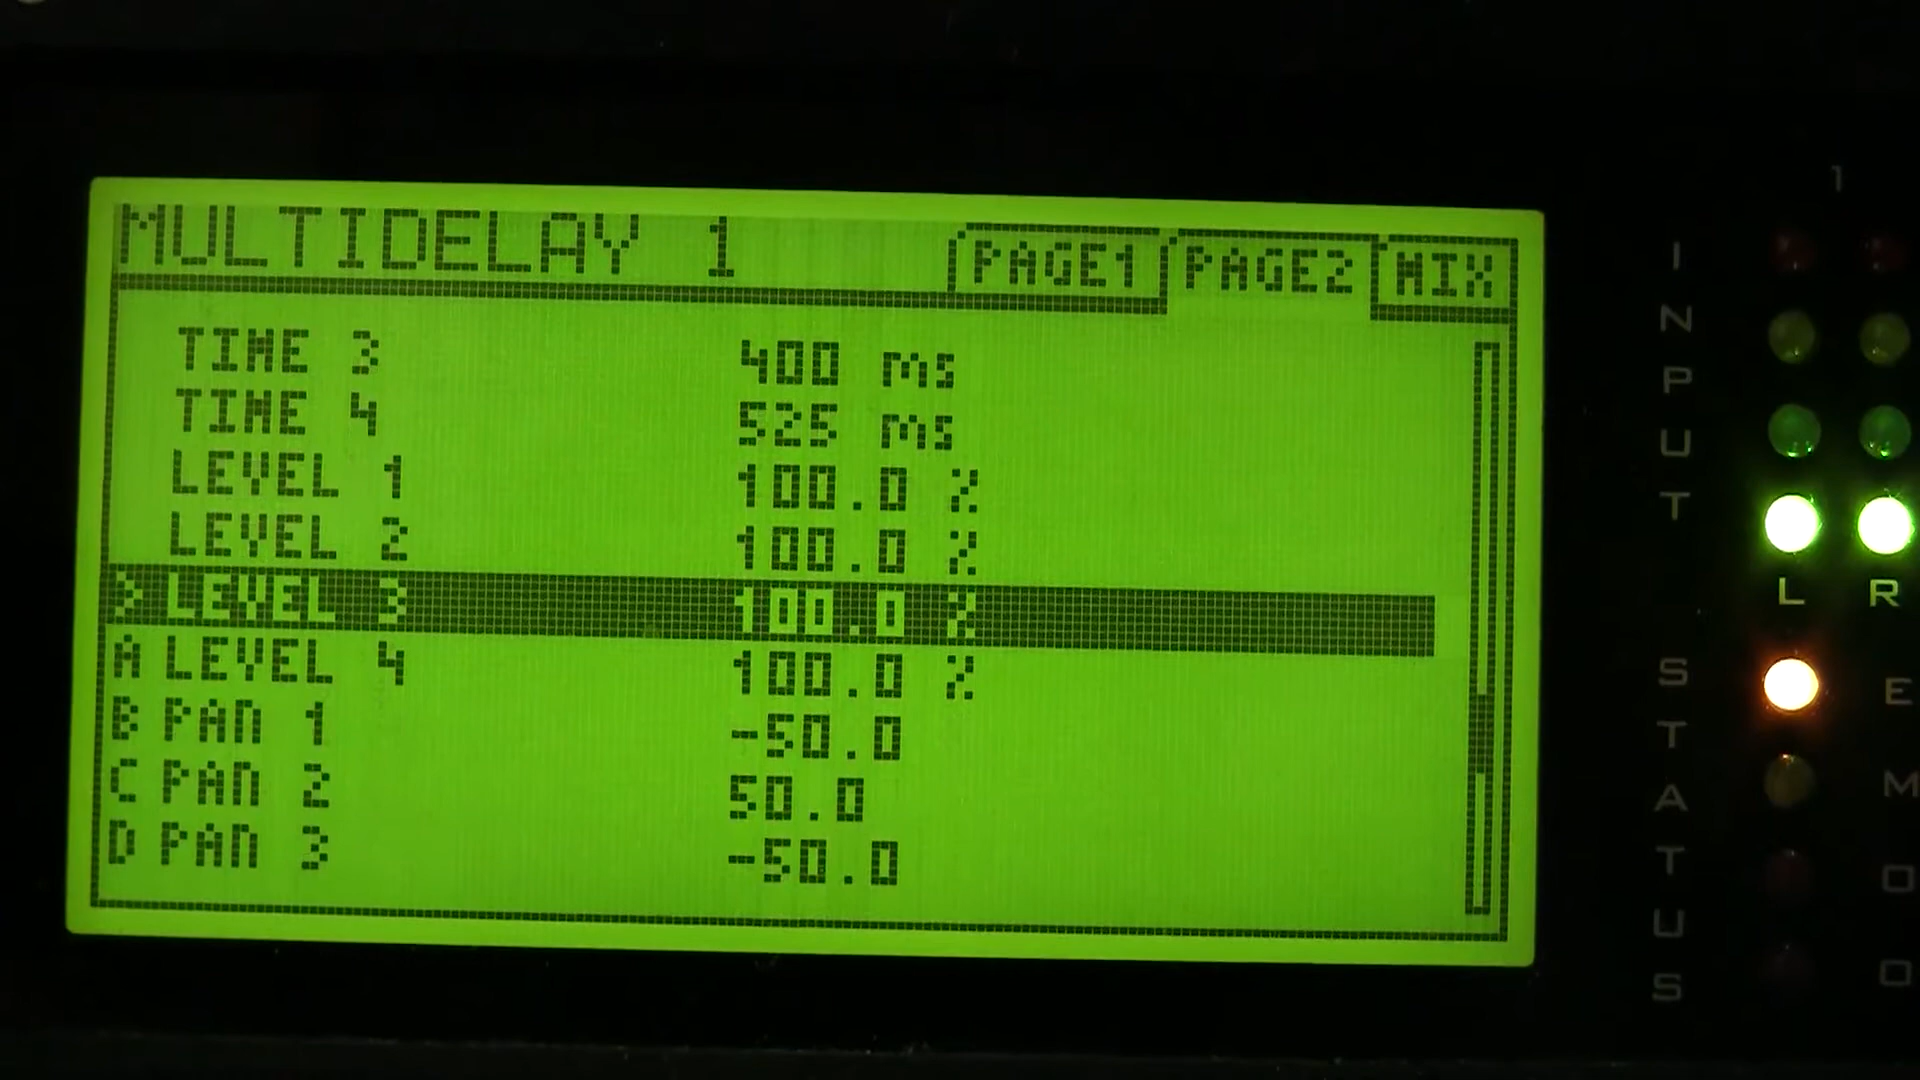 MULTIDELAY 1 PAGE1 PAGE2 MIX
TIME 3 400 ms
TIME 4 525 ms
LEVEL 1 100.0 %
LEVEL 2 100.0 %
> LEVEL 3 100.0 %
A LEVEL 4 100.0 %
B PAN 1 -50.0
C PAN 2 50.0
D PAN 3 -50.0
1
INPUT
L R
STATUS
E
M